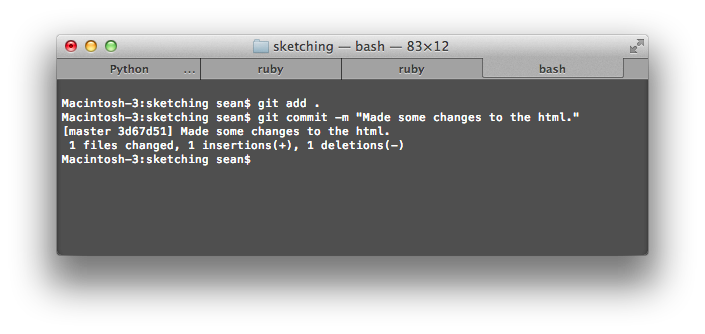 sketching — bash — 83×12
Python ... ruby ruby bash
Macintosh-3:sketching sean$ git add .
Macintosh-3:sketching sean$ git commit -m "Made some changes to the html."
[master 3d67d51] Made some changes to the html.
 1 files changed, 1 insertions(+), 1 deletions(-)
Macintosh-3:sketching sean$